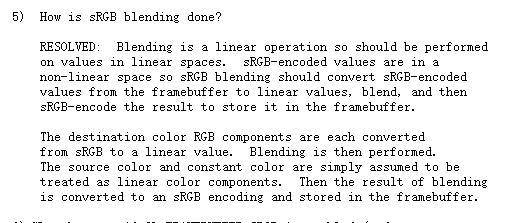 5) How is sRGB blending done?
RESOLVED: Blending is a linear operation so should be performed
on values in linear spaces. sRGB-encoded values are in a
non-linear space so sRGB blending should convert sRGB-encoded
values from the framebuffer to linear values, blend, and then
sRGB-encode the result to store it in the framebuffer.
The destination color RGB components are each converted
from sRGB to a linear value. Blending is then performed.
The source color and constant color are simply assumed to be
treated as linear color components. Then the result of blending
is converted to an sRGB encoding and stored in the framebuffer.